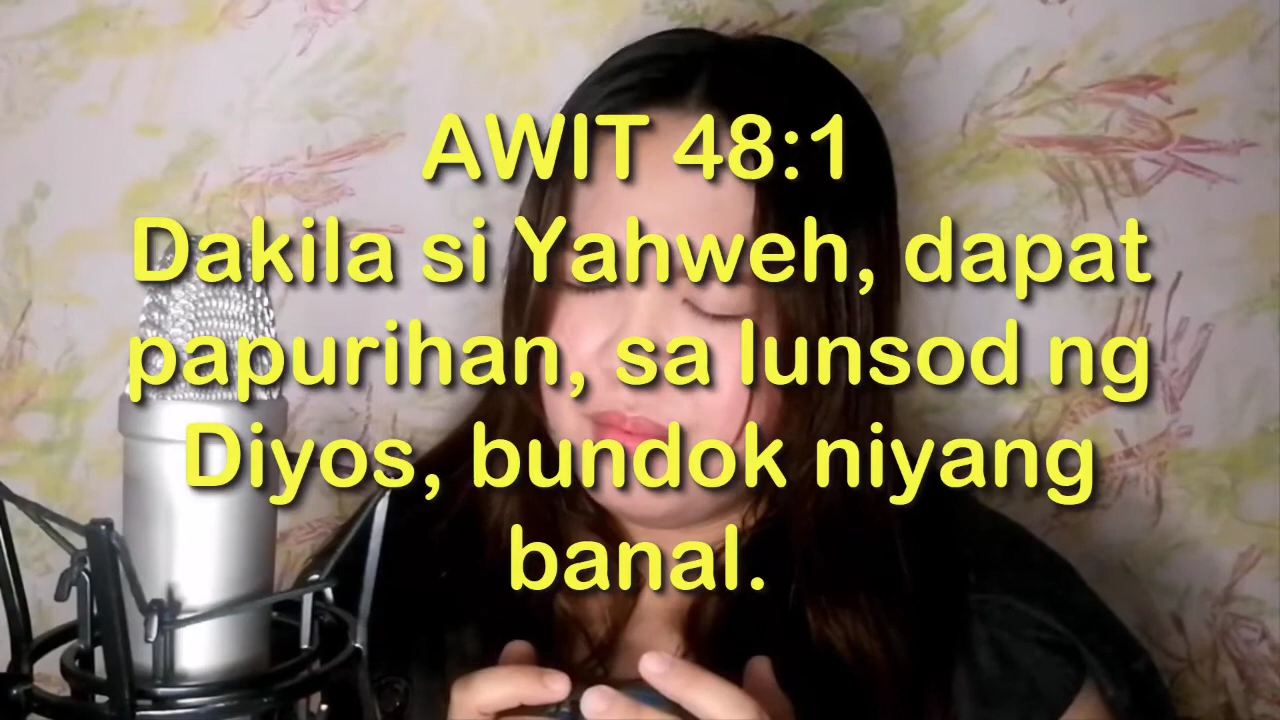 AWIT 48:1
Dakila si Yahweh, dapat
papurihan, sa lunsod ng
Diyos, bundok niyang
banal.